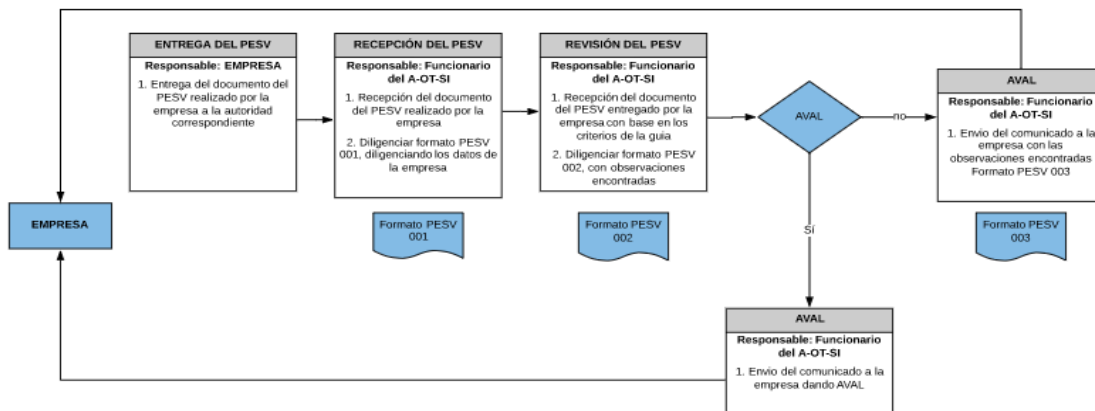 ENTREGA DEL PESV
Responsable: EMPRESA
1. Entrega del documento del
PESV realizado por la
empresa a la autoridad
correspondiente
RECEPCIÓN DEL PESV
Responsable: Funcionario
del A-OT-SI
1. Recepción del documento
del PESV realizado por la
empresa
2. Diligenciar formato PESV
001, diligenciando los datos de
la empresa
REVISIÓN DEL PESV
Responsable: Funcionario
del A-OT-SI
1. Recepción del documento
del PESV entregado por la
empresa con base en los
criterios de la guia
2. Diligenciar formato PESV
002, con observaciones
encontradas
AVAL
no
AVAL
Responsable: Funcionario
del A-OT-SI
1. Envio del comunicado a la
empresa con las
observaciones encontradas
Formato PESV 003
EMPRESA
Formato PESV
001
Formato PESV
002
Formato PESV
003
Sí
AVAL
Responsable: Funcionario
del A-OT-SI
1. Envio del comunicado a la
empresa dando AVAL